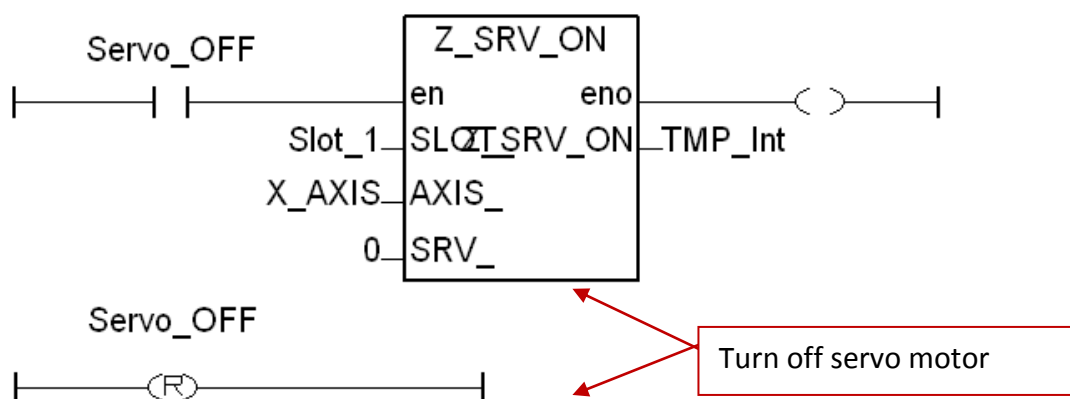 Servo_OFF
Z_SRV_ON
en eno
Slot_1 SLOT_ Z_SRV_ON TMP_Int
X_AXIS AXIS_
0 SRV_
Servo_OFF
R
Turn off servo motor